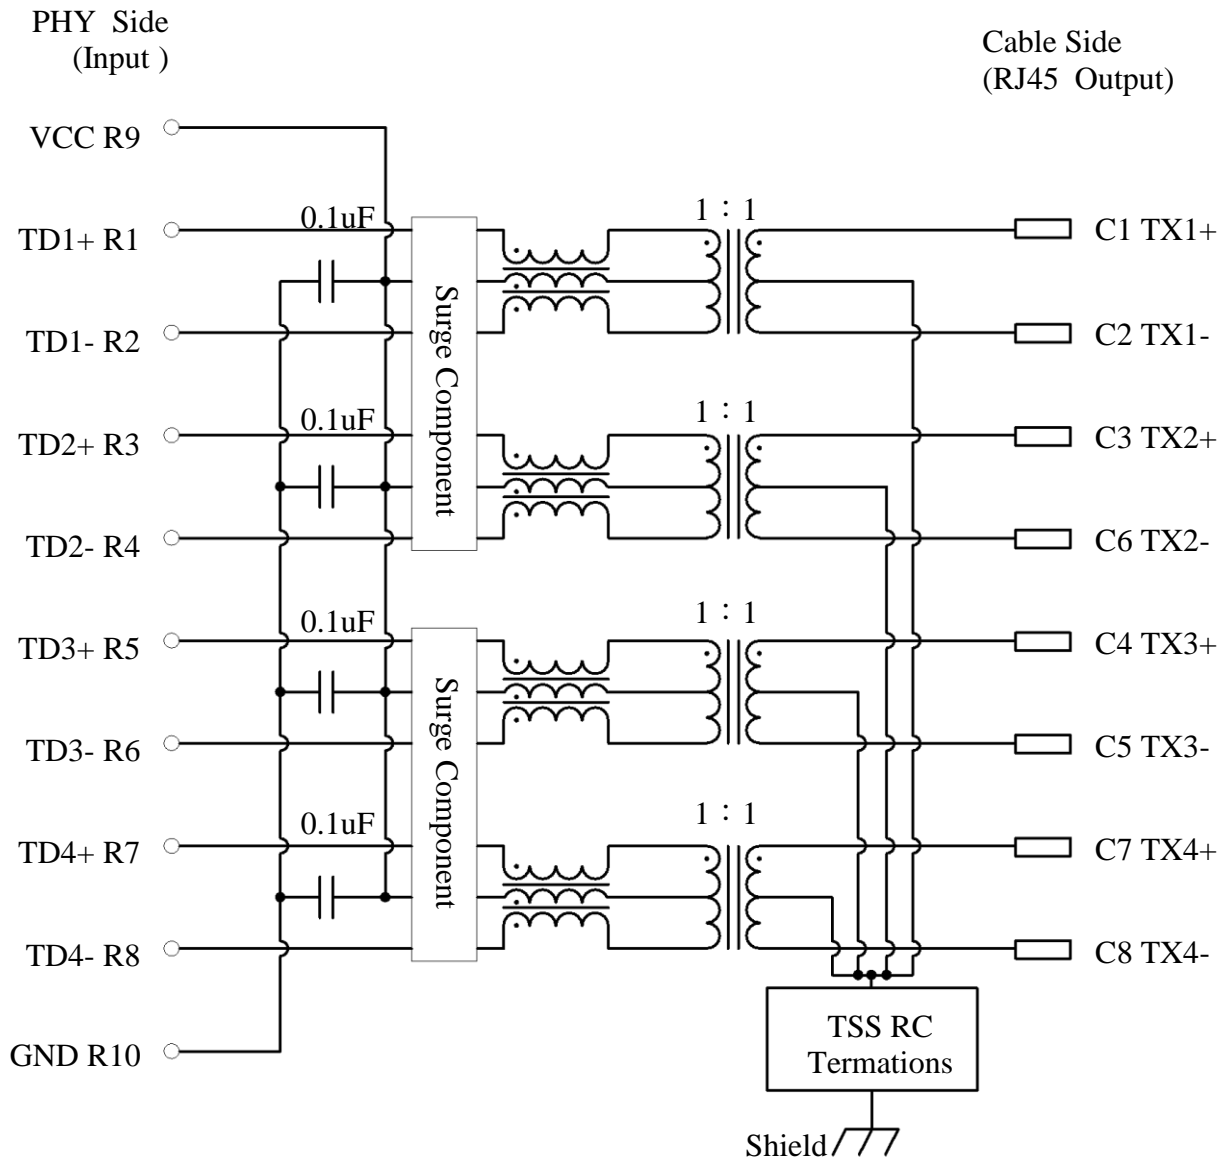 PHY Side
(Input )
Cable Side
(RJ45 Output)
VCC R9
0.1uF
1 : 1
TD1+ R1
C1 TX1+
TD1- R2
C2 TX1-
Surge Component
0.1uF
1 : 1
TD2+ R3
C3 TX2+
TD2- R4
C6 TX2-
0.1uF
1 : 1
TD3+ R5
C4 TX3+
TD3- R6
C5 TX3-
Surge Component
0.1uF
1 : 1
TD4+ R7
C7 TX4+
TD4- R8
C8 TX4-
GND R10
TSS RC
Termations
Shield